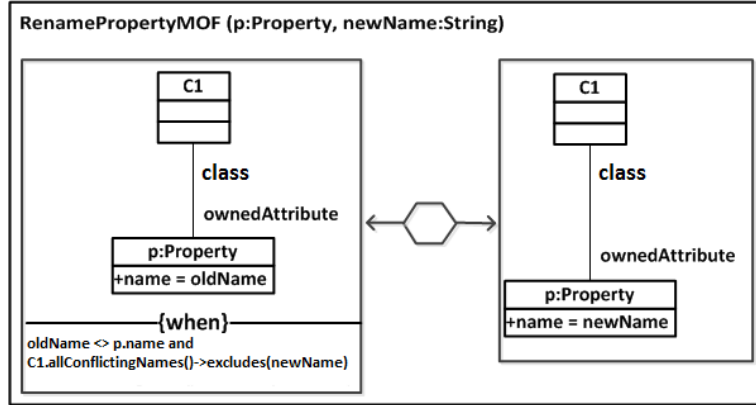 RenamePropertyMOF (p:Property, newName:String)
C1
class
ownedAttribute
p:Property
+name = oldName
{when}
oldName <> p.name and
C1.allConflictingNames()->excludes(newName)
C1
class
ownedAttribute
p:Property
+name = newName